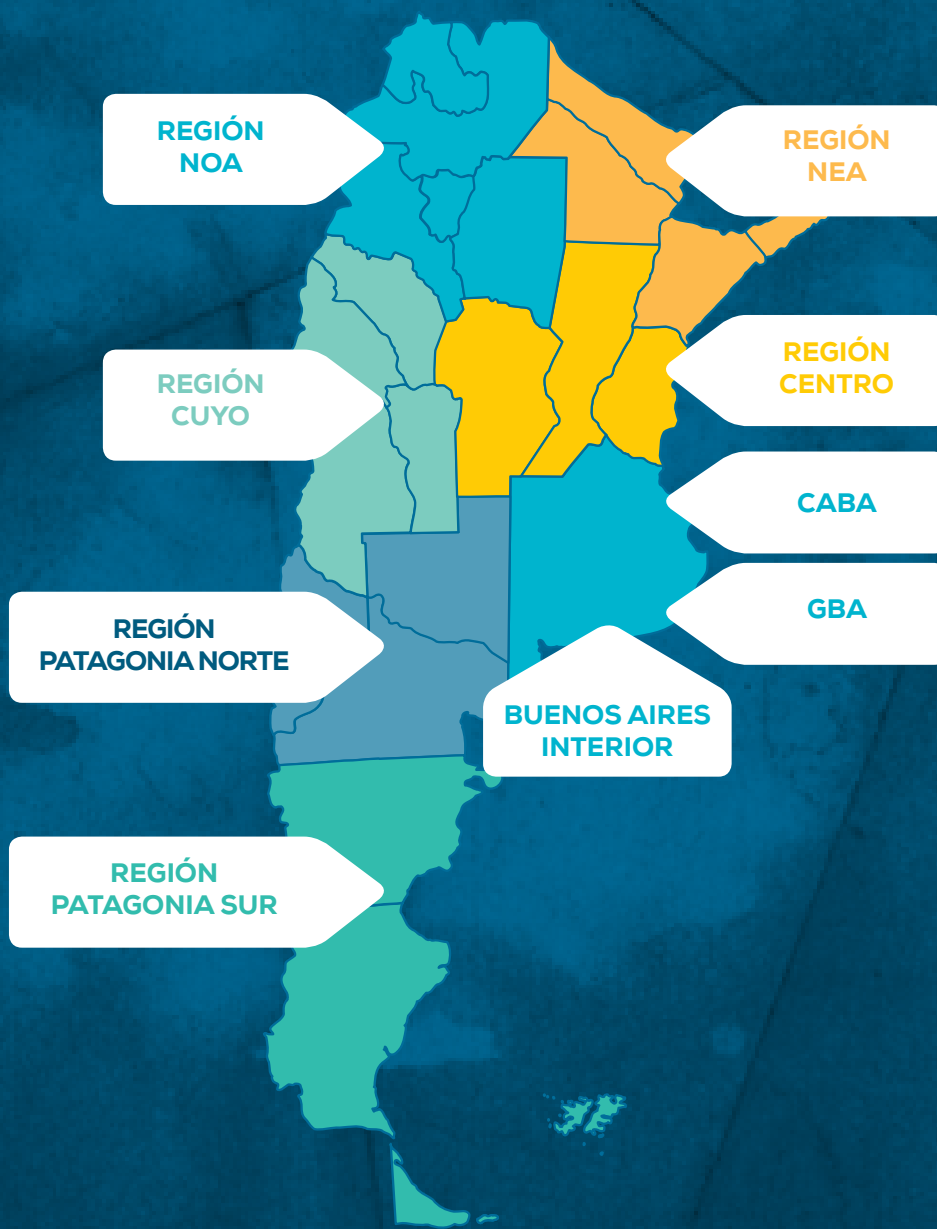 REGIÓN
NOA
REGIÓN
NEA
REGIÓN
CENTRO
REGIÓN
CUYO
CABA
GBA
REGIÓN
PATAGONIA NORTE
BUENOS AIRES
INTERIOR
REGIÓN
PATAGONIA SUR